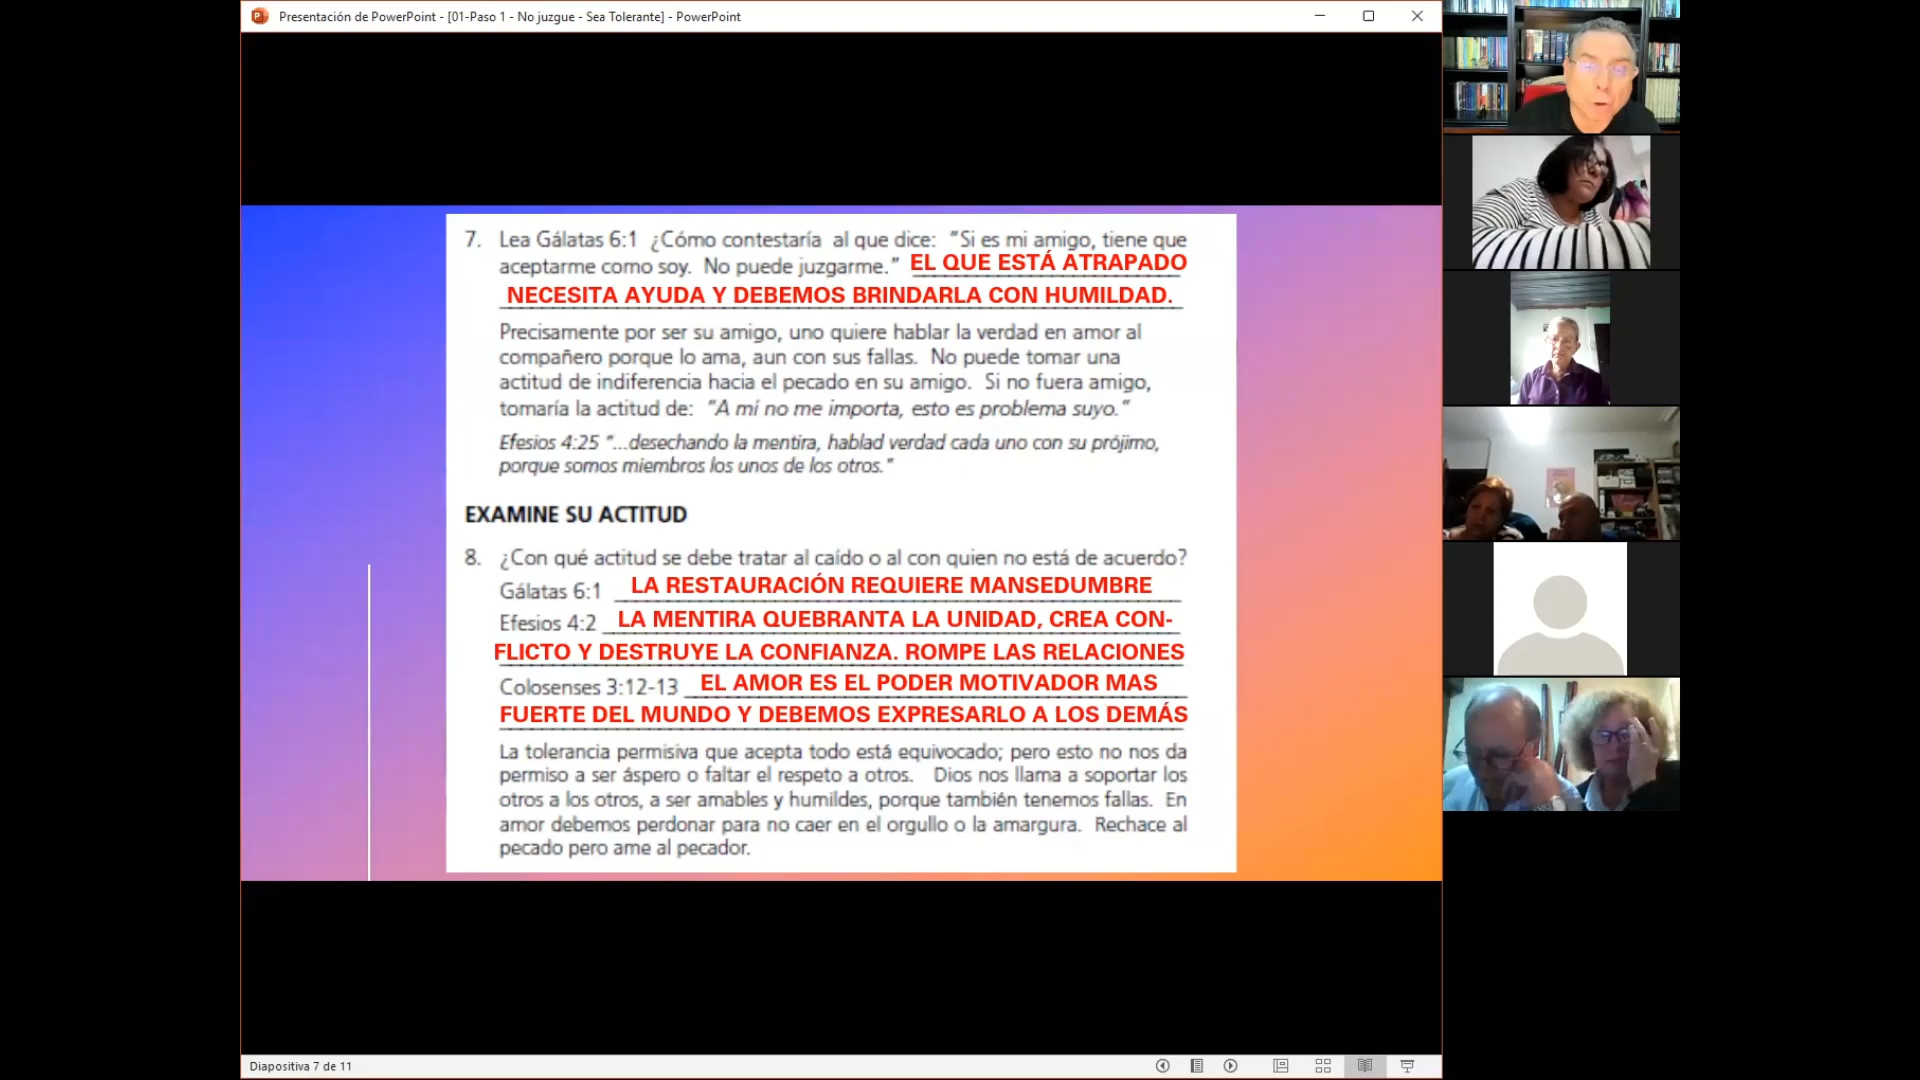 Presentación de PowerPoint - [01-Paso 1 - No juzgue - Sea Tolerante] - PowerPoint
7. Lea Gálatas 6:1 ¿Cómo contestaría al que dice: "Si es mi amigo, tiene que
aceptarme como soy. No puede juzgarme." EL QUE ESTÁ ATRAPADO
NECESITA AYUDA Y DEBEMOS BRINDARLA CON HUMILDAD.
Precisamente por ser su amigo, uno quiere hablar la verdad en amor al
compañero porque lo ama, aun con sus fallas. No puede tomar una
actitud de indiferencia hacia el pecado en su amigo. Si no fuera amigo,
tomaría la actitud de: "A mí no me importa, esto es problema suyo."
Efesios 4:25 "...desechando la mentira, hablad verdad cada uno con su prójimo,
porque somos miembros los unos de los otros."
EXAMINE SU ACTITUD
8. ¿Con qué actitud se debe tratar al caído o al con quien no está de acuerdo?
Gálatas 6:1 LA RESTAURACIÓN REQUIERE MANSEDUMBRE
Efesios 4:2 LA MENTIRA QUEBRANTA LA UNIDAD, CREA CON-
FLICTO Y DESTRUYE LA CONFIANZA. ROMPE LAS RELACIONES
Colosenses 3:12-13 EL AMOR ES EL PODER MOTIVADOR MAS
FUERTE DEL MUNDO Y DEBEMOS EXPRESARLO A LOS DEMÁS
La tolerancia permisiva que acepta todo está equivocado; pero esto no nos da
permiso a ser áspero o faltar el respeto a otros. Dios nos llama a soportar los
otros a los otros, a ser amables y humildes, porque también tenemos fallas. En
amor debemos perdonar para no caer en el orgullo o la amargura. Rechace al
pecado pero ame al pecador.
Diapositiva 7 de 11